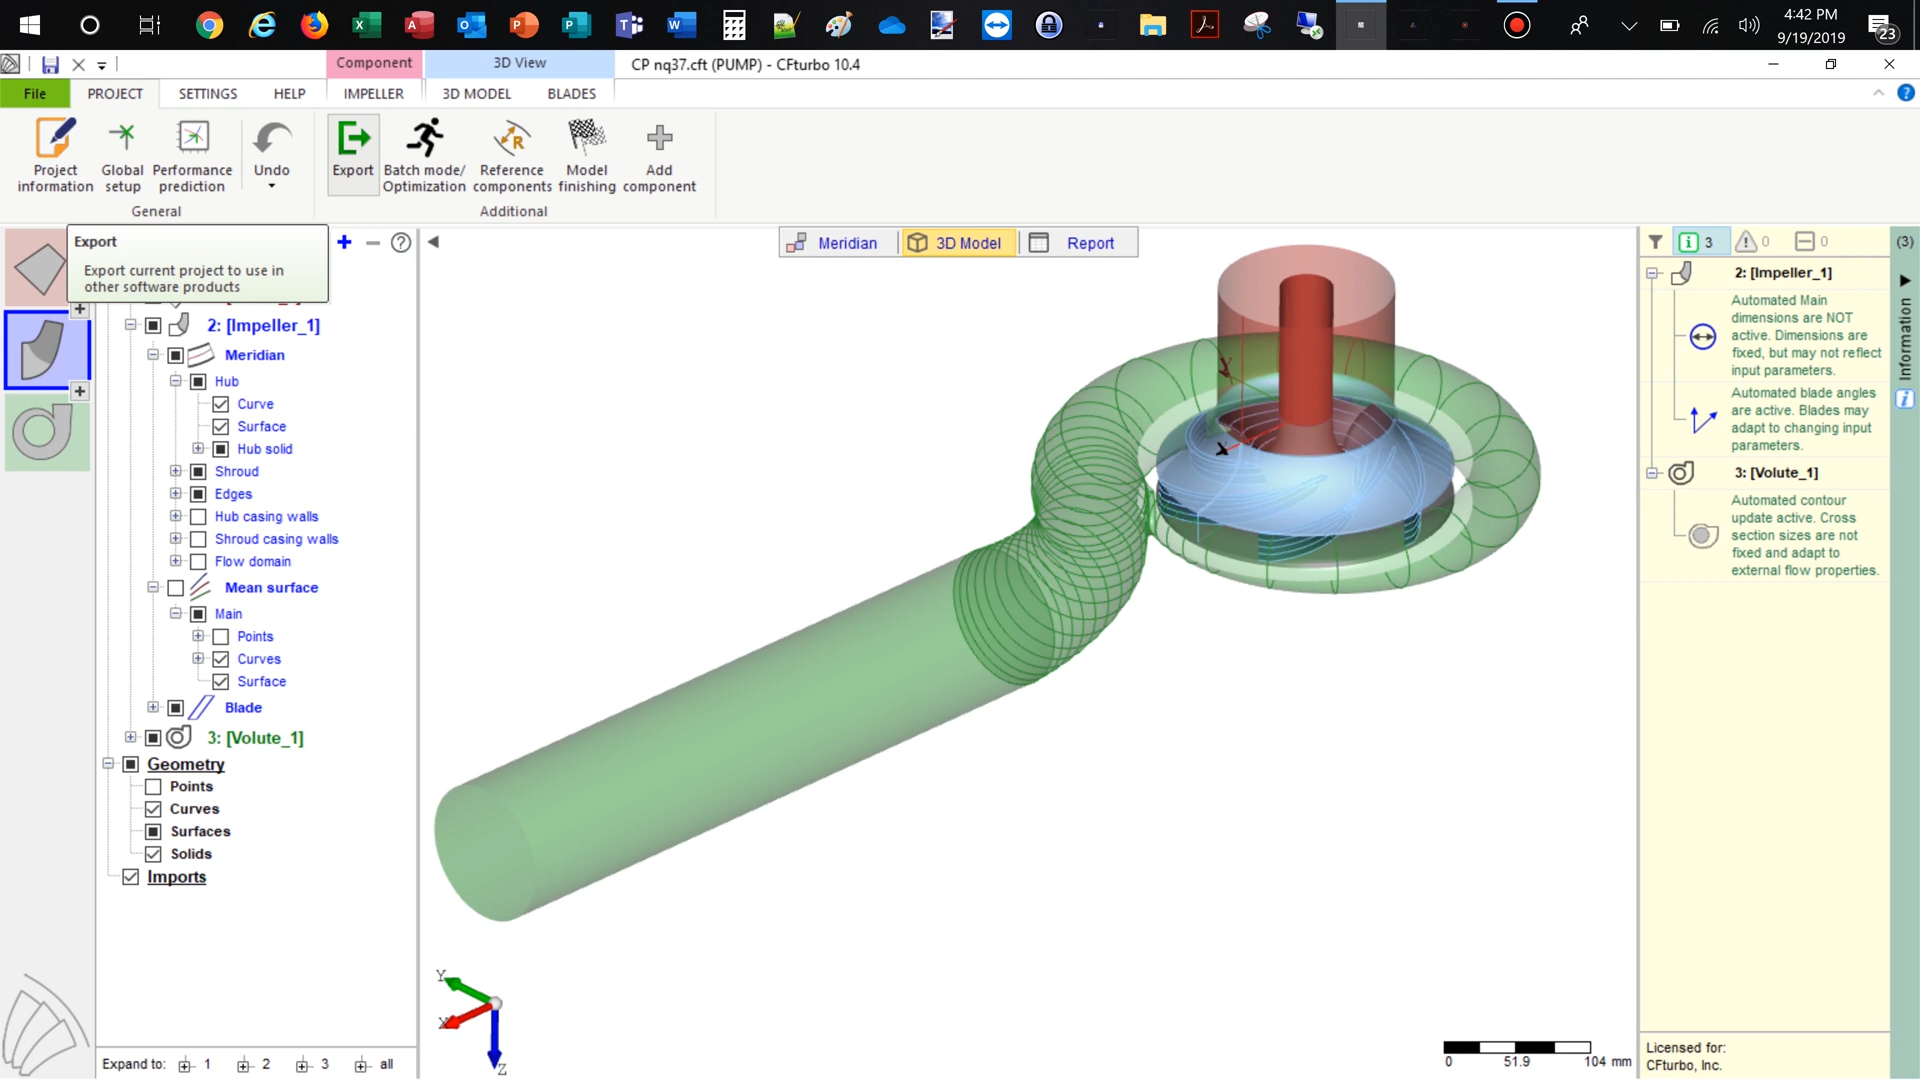 4:42 PM
9/19/2019
23
Component
3D View
CP nq37.cft (PUMP) - CFturbo 10.4
File
PROJECT
SETTINGS
HELP
IMPELLER
3D MODEL
BLADES
Project
information
Global
setup
Performance
prediction
Undo
Export
Batch mode/
Optimization
Reference
components
Model
finishing
Add
component
General
Additional
Export
Export current project to use in
other software products
Meridian
3D Model
Report
2: [Impeller_1]
Meridian
Hub
Curve
Surface
Hub solid
Shroud
Edges
Hub casing walls
Shroud casing walls
Flow domain
Mean surface
Main
Points
Curves
Surface
Blade
3: [Volute_1]
Geometry
Points
Curves
Surfaces
Solids
Imports
Expand to: 1 2 3 all
Y
X
Y
X
Z
0 51.9 104 mm
3 0 0
(3)
Information
2: [Impeller_1]
Automated Main
dimensions are NOT
active. Dimensions are
fixed, but may not reflect
input parameters.
Automated blade angles
are active. Blades may
adapt to changing input
parameters.
3: [Volute_1]
Automated contour
update active. Cross
section sizes are not
fixed and adapt to
external flow properties.
Licensed for:
CFturbo, Inc.